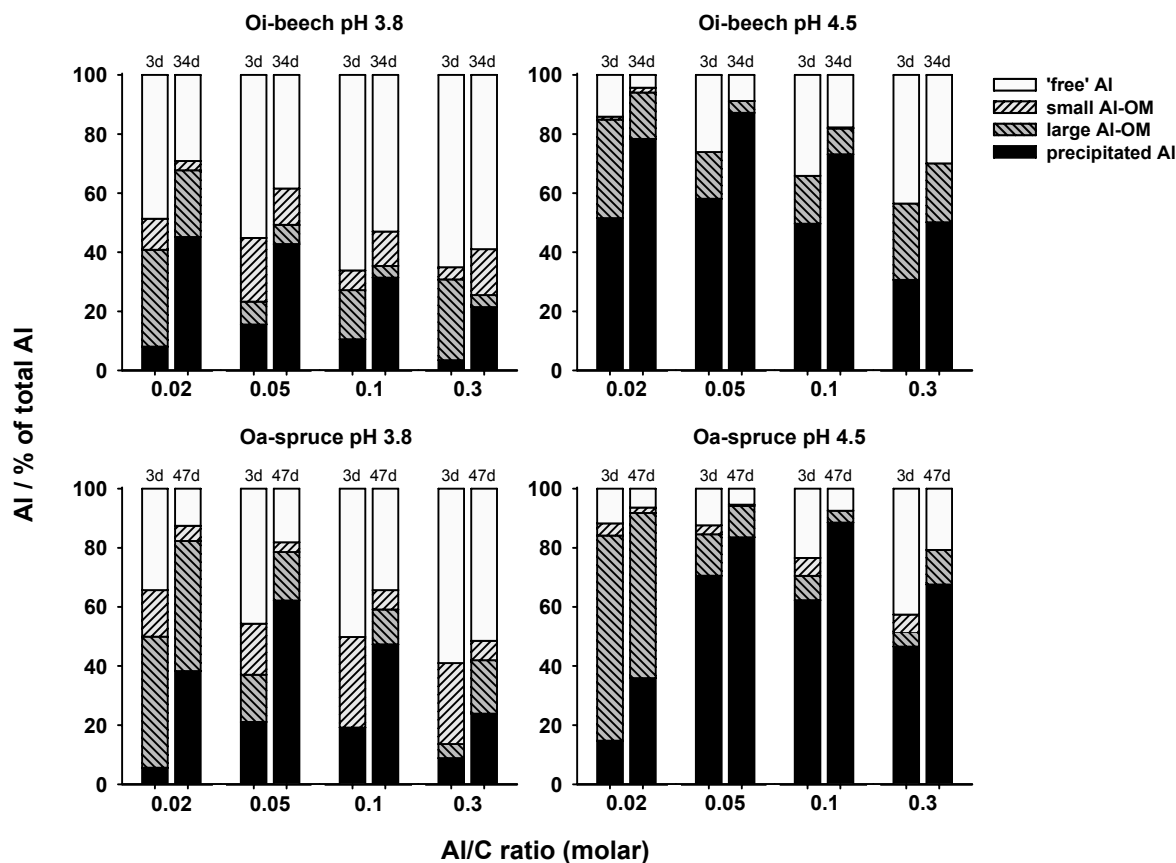 Oi-beech pH 3.8
Oi-beech pH 4.5
3d 34d 3d 34d 3d 34d 3d 34d
3d 34d 3d 34d 3d 34d 3d 34d
100
80
60
40
20
0
0.02 0.05 0.1 0.3
100
80
60
40
20
0
0.02 0.05 0.1 0.3
'free' Al
small Al-OM
large Al-OM
precipitated Al
Al / % of total Al
Oa-spruce pH 3.8
Oa-spruce pH 4.5
3d 47d 3d 47d 3d 47d 3d 47d
3d 47d 3d 47d 3d 47d 3d 47d
100
80
60
40
20
0
0.02 0.05 0.1 0.3
100
80
60
40
20
0
0.02 0.05 0.1 0.3
Al/C ratio (molar)